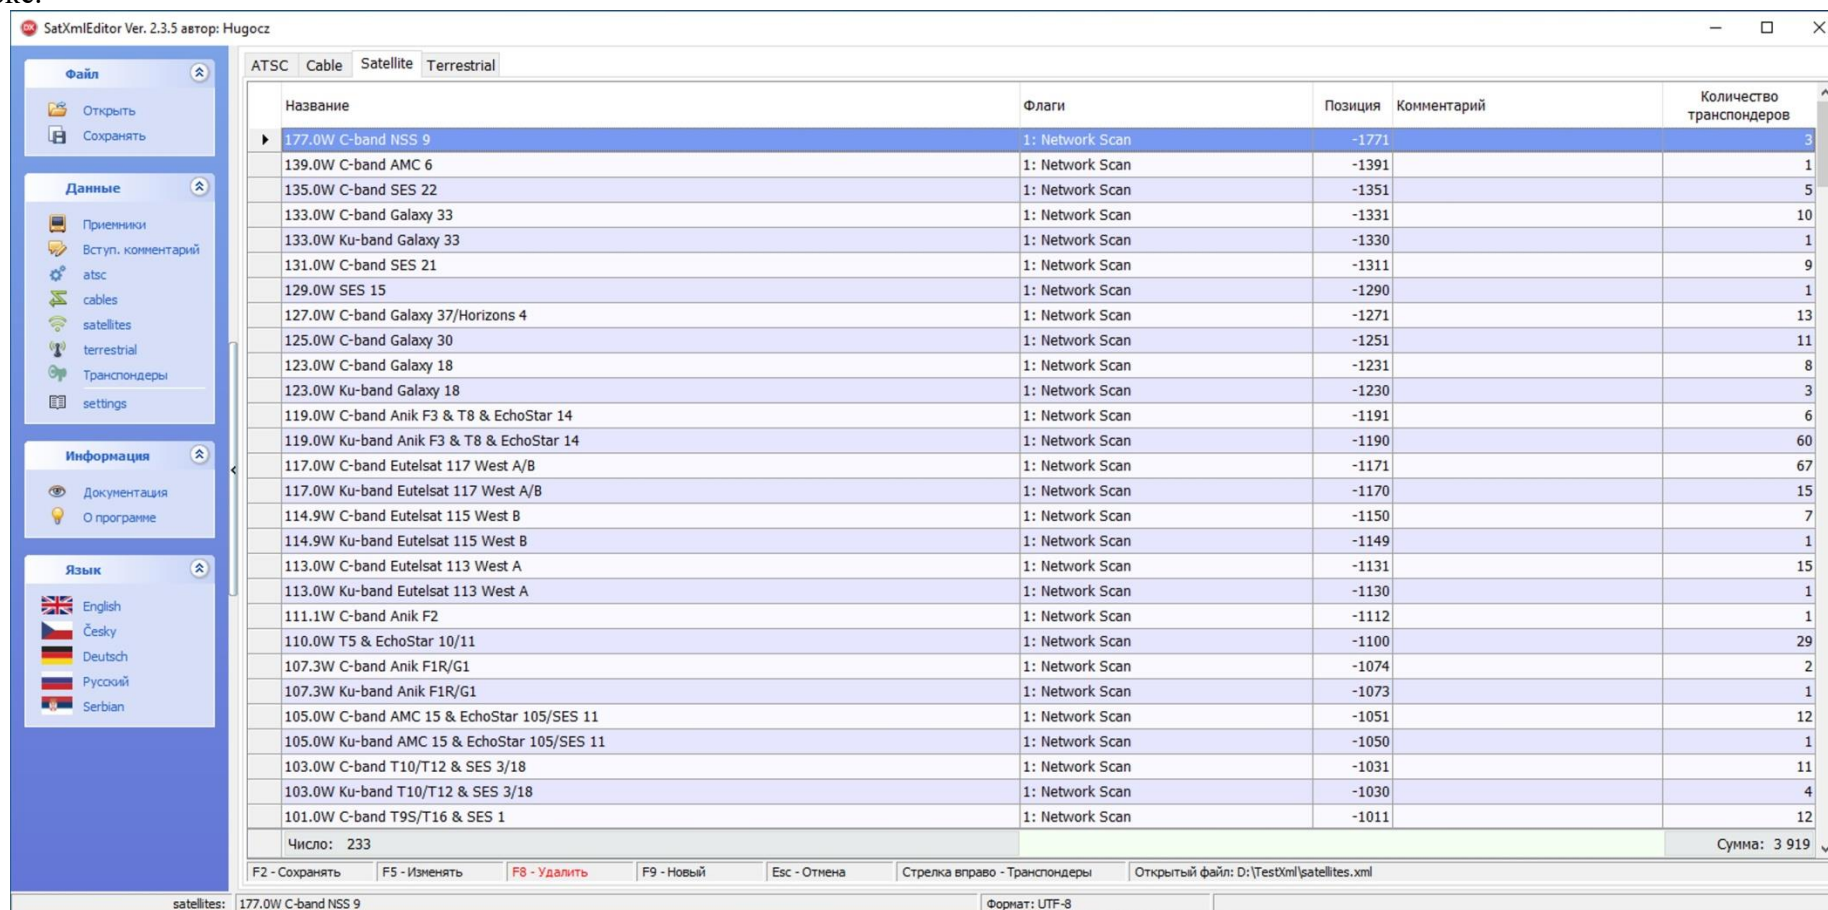 SatXmlEditor Ver. 2.3.5 автор: Hugocz
Файл
Открыть
Сохранять
Данные
Приемники
Вступ. комментарий
atsc
cables
satellites
terrestrial
Транспондеры
settings
Информация
Документация
О программе
Язык
English
Česky
Deutsch
Русский
Serbian
ATSC Cable Satellite Terrestrial
Название Флаги Позиция Комментарий Количество транспондеров
177.0W C-band NSS 9 1: Network Scan -1771 3
139.0W C-band AMC 6 1: Network Scan -1391 1
135.0W C-band SES 22 1: Network Scan -1351 5
133.0W C-band Galaxy 33 1: Network Scan -1331 10
133.0W Ku-band Galaxy 33 1: Network Scan -1330 1
131.0W C-band SES 21 1: Network Scan -1311 9
129.0W SES 15 1: Network Scan -1290 1
127.0W C-band Galaxy 37/Horizons 4 1: Network Scan -1271 13
125.0W C-band Galaxy 30 1: Network Scan -1251 11
123.0W C-band Galaxy 18 1: Network Scan -1231 8
123.0W Ku-band Galaxy 18 1: Network Scan -1230 3
119.0W C-band Anik F3 & T8 & EchoStar 14 1: Network Scan -1191 6
119.0W Ku-band Anik F3 & T8 & EchoStar 14 1: Network Scan -1190 60
117.0W C-band Eutelsat 117 West A/B 1: Network Scan -1171 67
117.0W Ku-band Eutelsat 117 West A/B 1: Network Scan -1170 15
114.9W C-band Eutelsat 115 West B 1: Network Scan -1150 7
114.9W Ku-band Eutelsat 115 West B 1: Network Scan -1149 1
113.0W C-band Eutelsat 113 West A 1: Network Scan -1131 15
113.0W Ku-band Eutelsat 113 West A 1: Network Scan -1130 1
111.1W C-band Anik F2 1: Network Scan -1112 1
110.0W T5 & EchoStar 10/11 1: Network Scan -1100 29
107.3W C-band Anik F1R/G1 1: Network Scan -1074 2
107.3W Ku-band Anik F1R/G1 1: Network Scan -1073 1
105.0W C-band AMC 15 & EchoStar 105/SES 11 1: Network Scan -1051 12
105.0W Ku-band AMC 15 & EchoStar 105/SES 11 1: Network Scan -1050 1
103.0W C-band T10/T12 & SES 3/18 1: Network Scan -1031 11
103.0W Ku-band T10/T12 & SES 3/18 1: Network Scan -1030 4
101.0W C-band T9S/T16 & SES 1 1: Network Scan -1011 12
Число: 233 Сумма: 3 919
F2 - Сохранять F5 - Изменять F8 - Удалить F9 - Новый Esc - Отмена Стрелка вправо - Транспондеры Открытый файл: D:\TestXml\satellites.xml
satellites: 177.0W C-band NSS 9 Формат: UTF-8